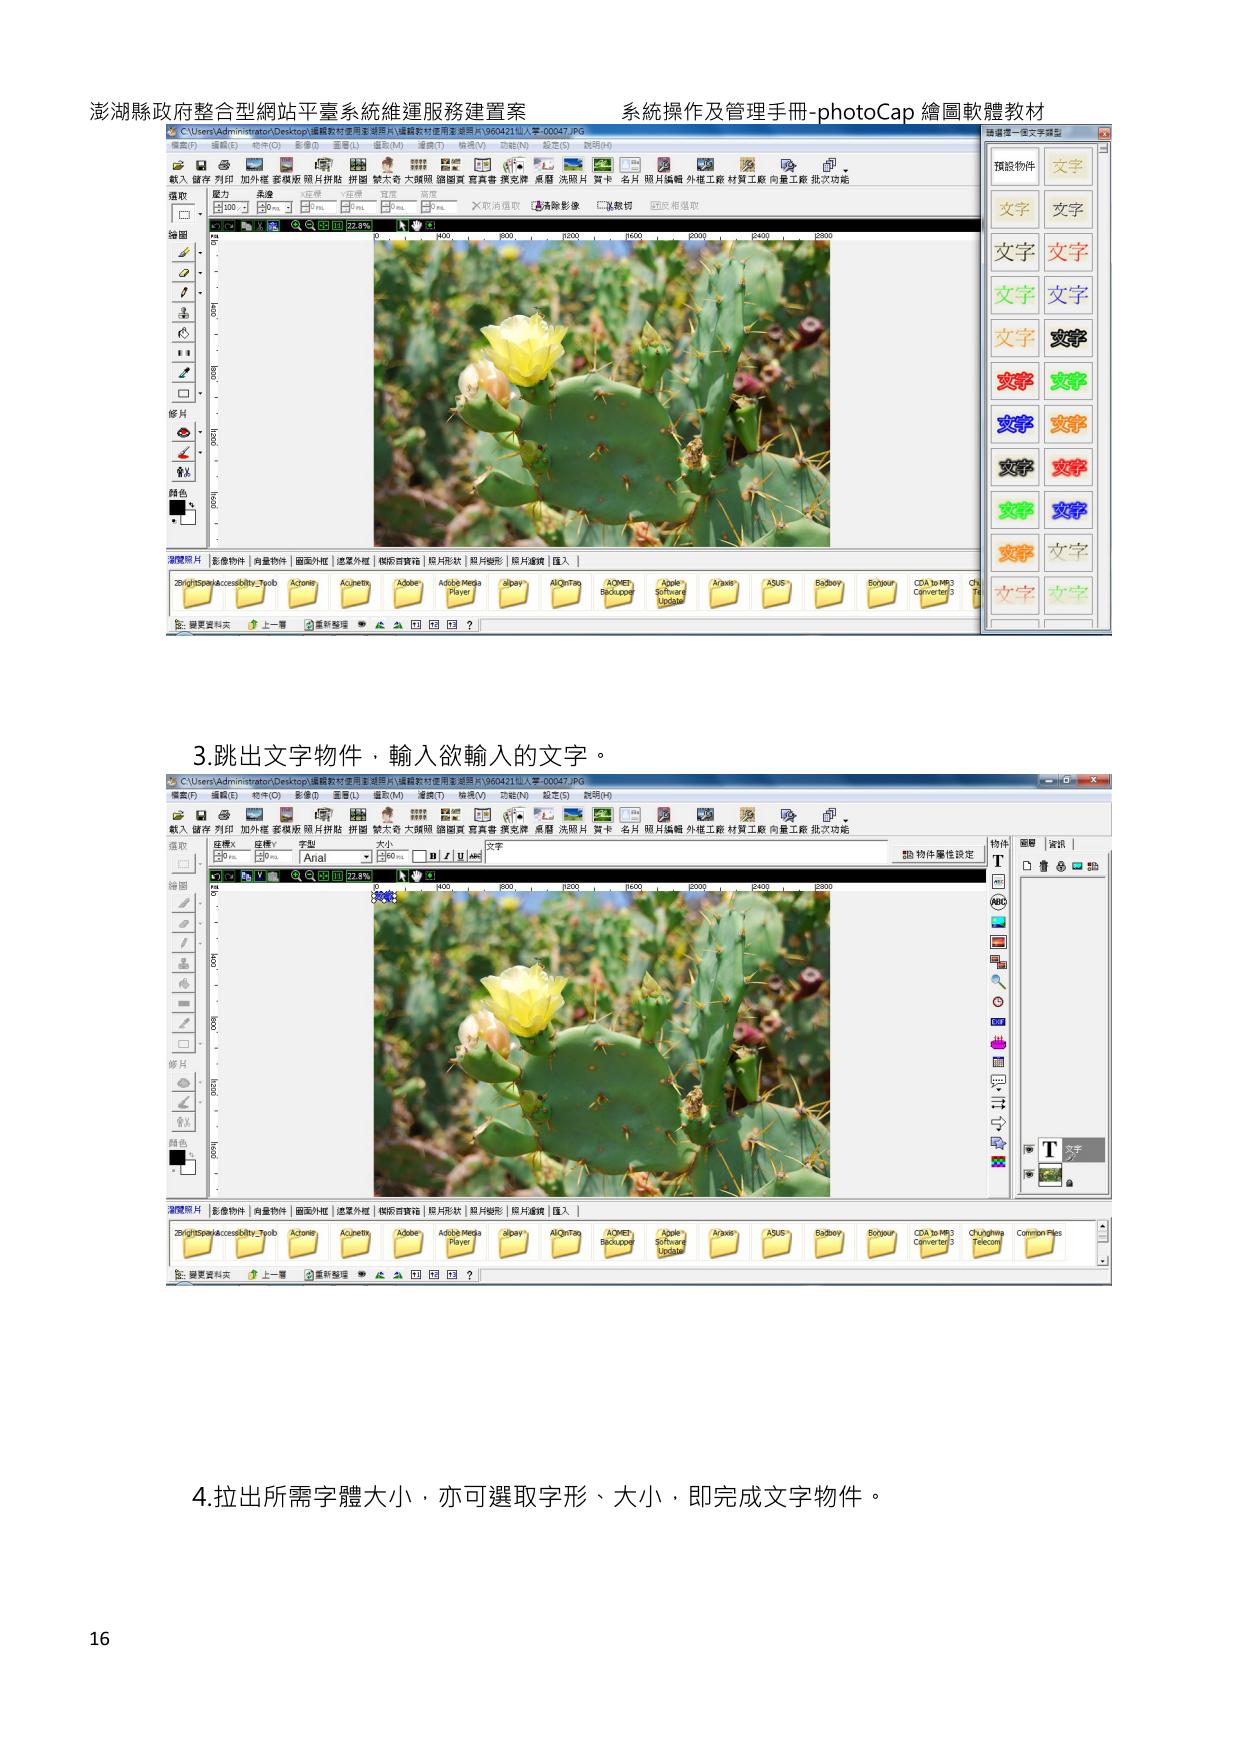 澎湖縣政府整合型網站平臺系統維運服務建置案 系統操作及管理手冊-photoCap 繪圖軟體教材
C:\Users\Administrator\Desktop\編輯教材使用澎湖照片\編輯教材使用澎湖照片\960421仙人掌-00047.JPG
請選擇一個文字類型
檔案(F) 編輯(E) 物件(O) 影像(I) 圖層(L) 選取(M) 濾鏡(T) 檢視(V) 功能(N) 設定(S) 說明(H)
載入 儲存 列印 加外框 套模版 照片拼貼 拼圖 蒙太奇 大頭照 縮圖頁 寫真書 撲克牌 桌曆 洗照片 賀卡 名片 照片編輯 外框工廠 材質工廠 向量工廠 批次功能
選取 壓力 柔邊 X座標 Y座標 寬度 高度
100 0 0 0 0 0 取消選取 清除影像 裁切 反相選取
22.8%
繪圖
0 400 800 1200 1600 2000 2400 2800
修片
顏色
預設物件 文字
文字 文字
文字 文字
文字 文字
文字 文字
文字 文字
文字 文字
文字 文字
文字 文字
文字 文字
文字 文字
瀏覽照片 影像物件 向量物件 圖面外框 遮罩外框 模版百寶箱 照片形狀 照片變形 照片濾鏡 匯入
2BrightSparks Accessibility_Toolb Acronis Acunetix Adobe Adobe Media Player alipay AliQinTao AOMEI Backupper Apple Software Update Araxis ASUS Badboy Bonjour CDA to MP3 Converter 3
變更資料夾 上一層 重新整理
3.跳出文字物件，輸入欲輸入的文字。
C:\Users\Administrator\Desktop\編輯教材使用澎湖照片\編輯教材使用澎湖照片\960421仙人掌-00047.JPG
檔案(F) 編輯(E) 物件(O) 影像(I) 圖層(L) 選取(M) 濾鏡(T) 檢視(V) 功能(N) 設定(S) 說明(H)
載入 儲存 列印 加外框 套模版 照片拼貼 拼圖 蒙太奇 大頭照 縮圖頁 寫真書 撲克牌 桌曆 洗照片 賀卡 名片 照片編輯 外框工廠 材質工廠 向量工廠 批次功能
選取 座標X 座標Y 字型 大小 文字
0 0 Arial 60 B I U ABC 物件屬性設定
物件 圖層 資訊
22.8%
繪圖
0 400 800 1200 1600 2000 2400 2800
修片
顏色
T
ABC
EXIF
T 文字
瀏覽照片 影像物件 向量物件 圖面外框 遮罩外框 模版百寶箱 照片形狀 照片變形 照片濾鏡 匯入
2BrightSparks Accessibility_Toolb Acronis Acunetix Adobe Adobe Media Player alipay AliQinTao AOMEI Backupper Apple Software Update Araxis ASUS Badboy Bonjour CDA to MP3 Converter 3 Chunghwa Telecom Common Files
變更資料夾 上一層 重新整理
4.拉出所需字體大小，亦可選取字形、大小，即完成文字物件。
16